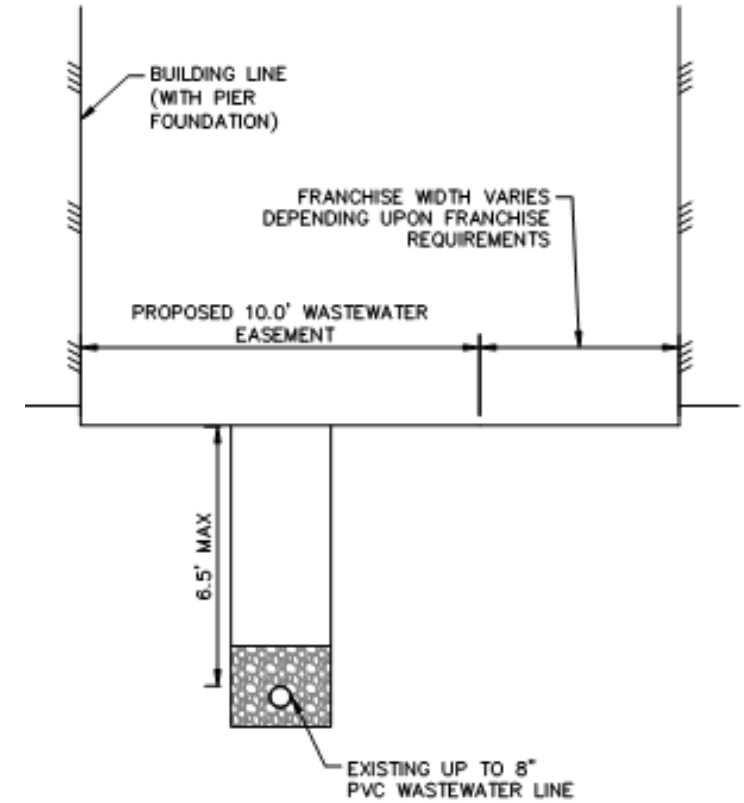 BUILDING LINE
(WITH PIER
FOUNDATION)
FRANCHISE WIDTH VARIES
DEPENDING UPON FRANCHISE
REQUIREMENTS
PROPOSED 10.0' WASTEWATER
EASEMENT
6.5' MAX
EXISTING UP TO 8"
PVC WASTEWATER LINE